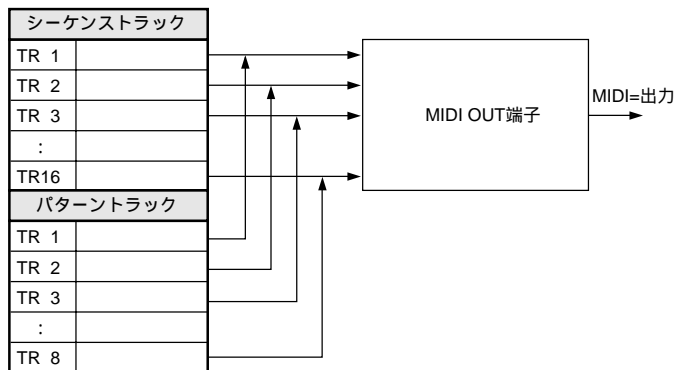 シーケンストラック
TR 1
TR 2
TR 3
:
TR16
パターントラック
TR 1
TR 2
TR 3
:
TR 8
MIDI OUT端子
MIDI=出力